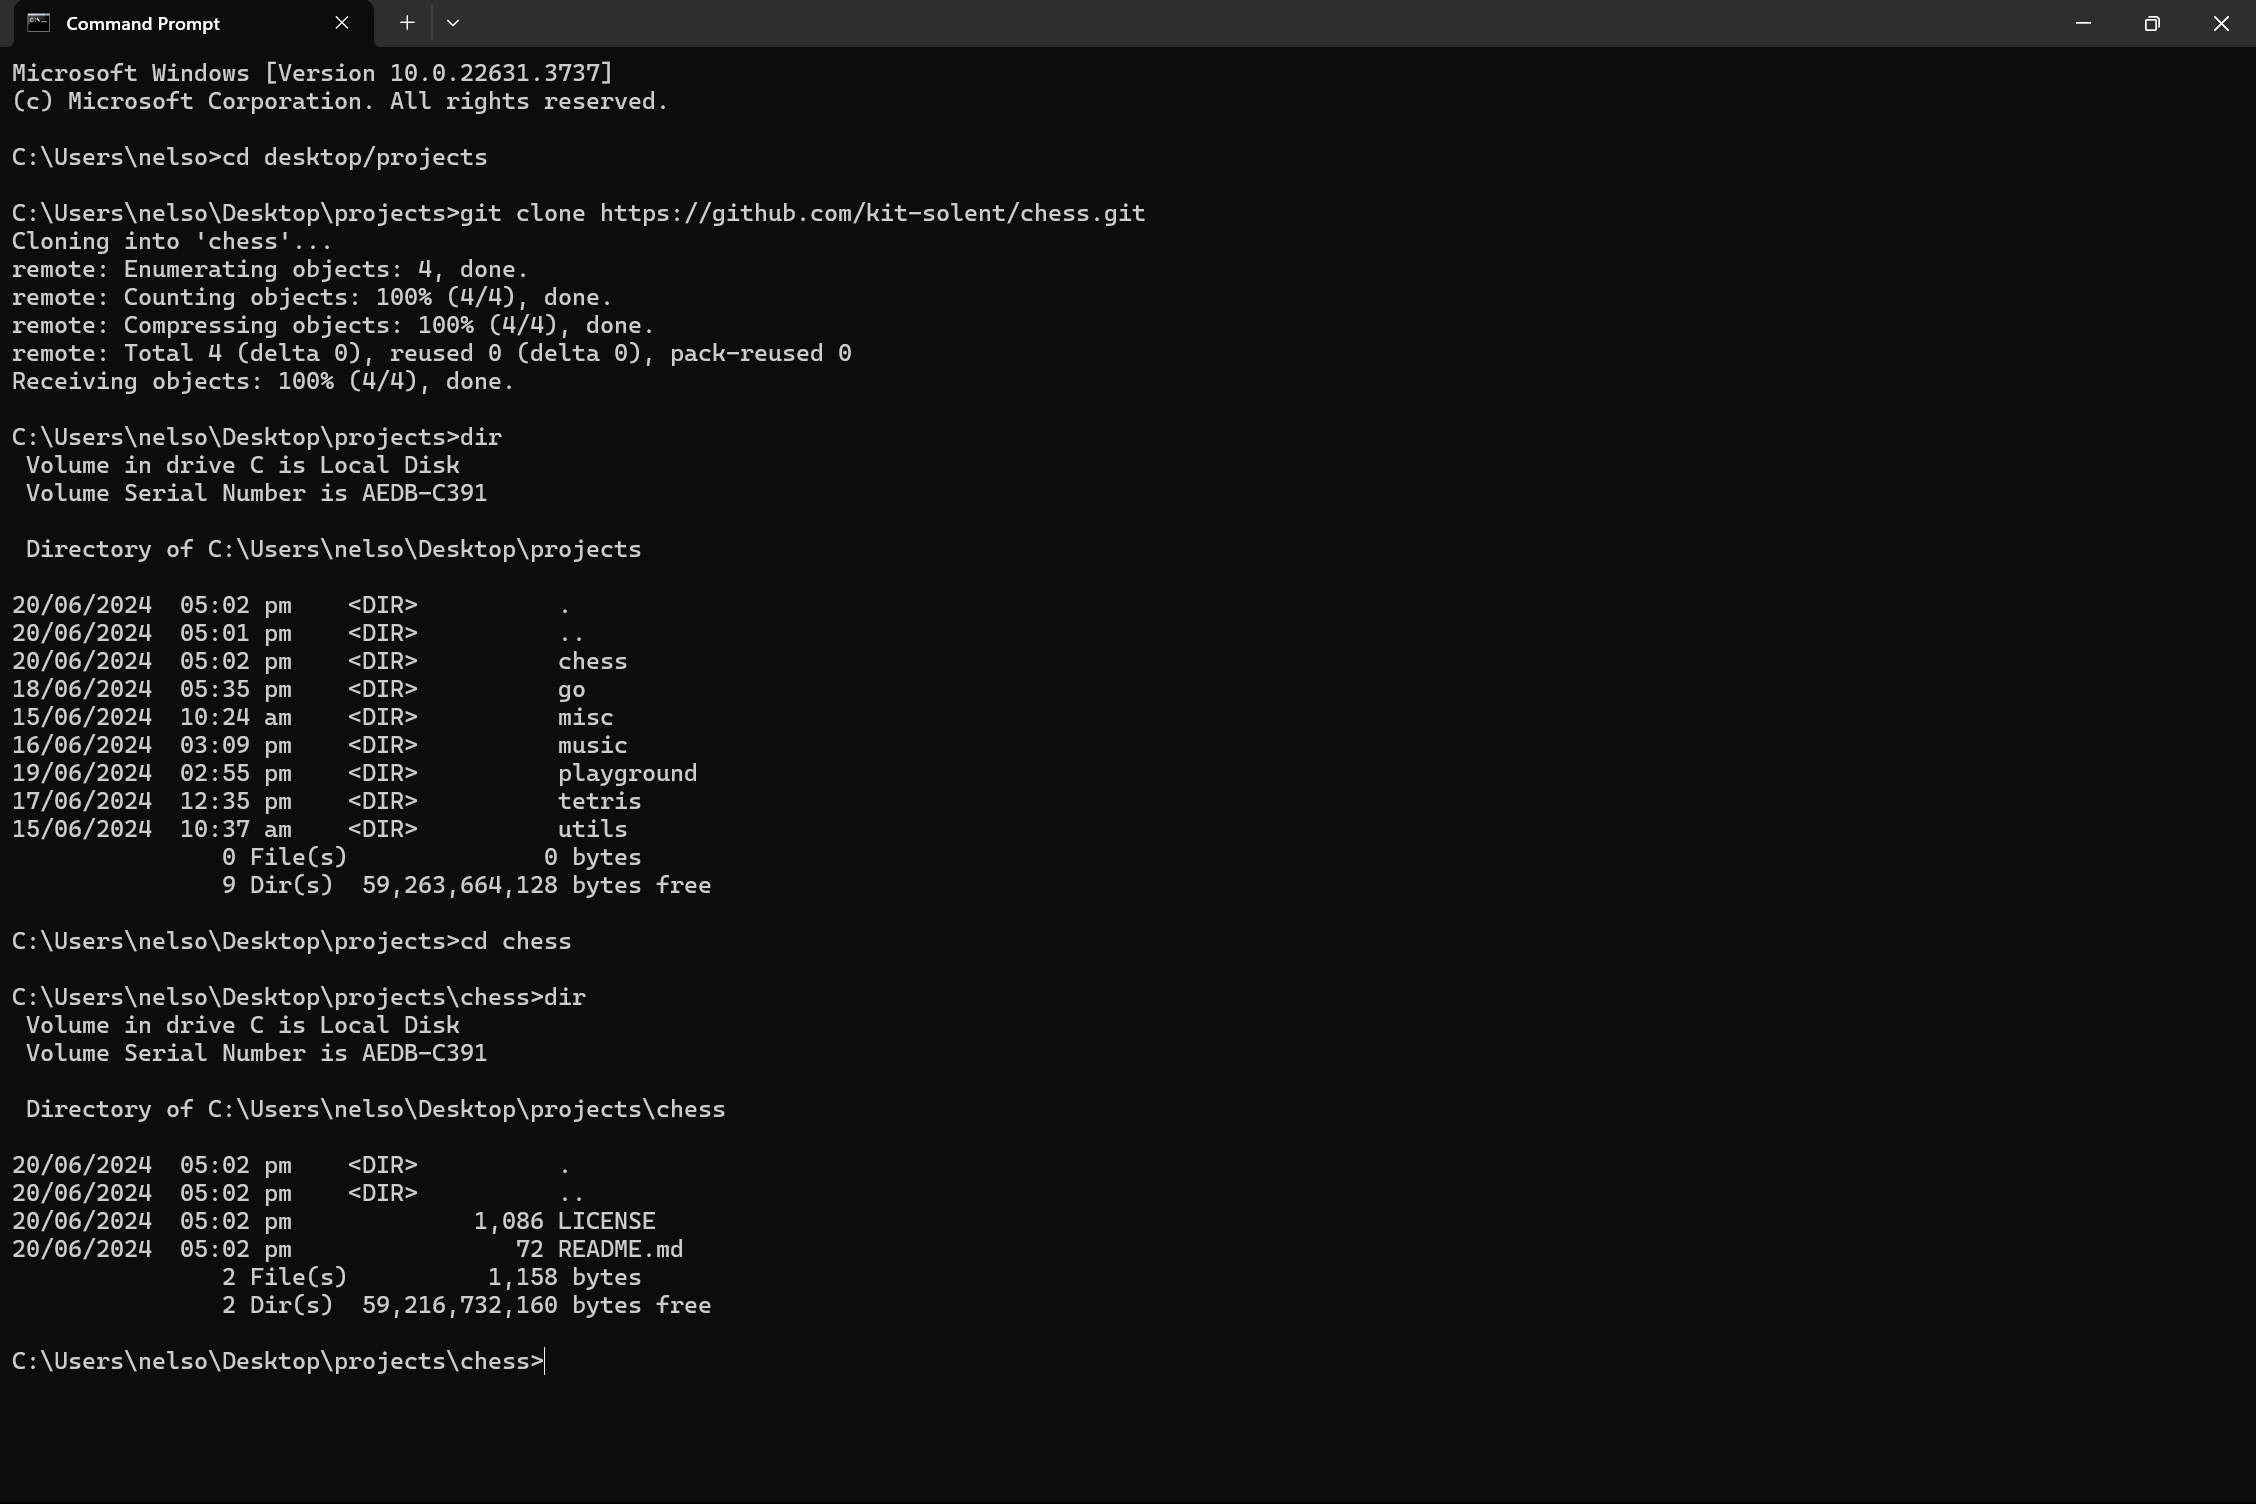 Command Prompt
Microsoft Windows [Version 10.0.22631.3737]
(c) Microsoft Corporation. All rights reserved.
C:\Users\nelso>cd desktop/projects
C:\Users\nelso\Desktop\projects>git clone https://github.com/kit-solent/chess.git
Cloning into 'chess'...
remote: Enumerating objects: 4, done.
remote: Counting objects: 100% (4/4), done.
remote: Compressing objects: 100% (4/4), done.
remote: Total 4 (delta 0), reused 0 (delta 0), pack-reused 0
Receiving objects: 100% (4/4), done.
C:\Users\nelso\Desktop\projects>dir
 Volume in drive C is Local Disk
 Volume Serial Number is AEDB-C391
 Directory of C:\Users\nelso\Desktop\projects
20/06/2024  05:02 pm    <DIR>          .
20/06/2024  05:01 pm    <DIR>          ..
20/06/2024  05:02 pm    <DIR>          chess
18/06/2024  05:35 pm    <DIR>          go
15/06/2024  10:24 am    <DIR>          misc
16/06/2024  03:09 pm    <DIR>          music
19/06/2024  02:55 pm    <DIR>          playground
17/06/2024  12:35 pm    <DIR>          tetris
15/06/2024  10:37 am    <DIR>          utils
               0 File(s)              0 bytes
               9 Dir(s)  59,263,664,128 bytes free
C:\Users\nelso\Desktop\projects>cd chess
C:\Users\nelso\Desktop\projects\chess>dir
 Volume in drive C is Local Disk
 Volume Serial Number is AEDB-C391
 Directory of C:\Users\nelso\Desktop\projects\chess
20/06/2024  05:02 pm    <DIR>          .
20/06/2024  05:02 pm    <DIR>          ..
20/06/2024  05:02 pm             1,086 LICENSE
20/06/2024  05:02 pm                72 README.md
               2 File(s)          1,158 bytes
               2 Dir(s)  59,216,732,160 bytes free
C:\Users\nelso\Desktop\projects\chess>